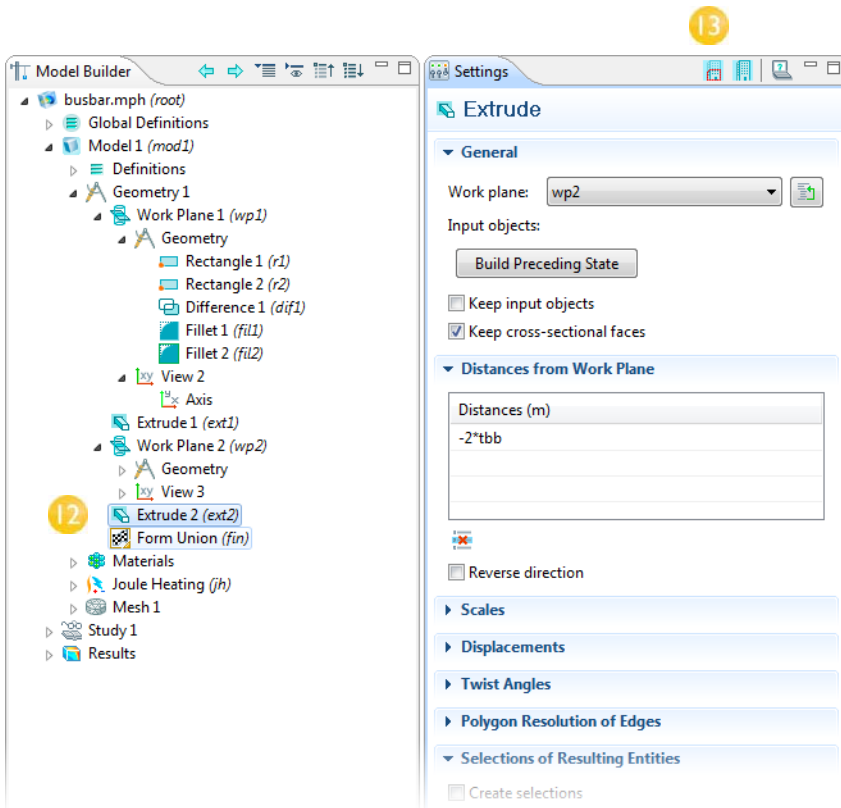 13
Model Builder
busbar.mph (root)
Global Definitions
Model 1 (mod1)
Definitions
Geometry 1
Work Plane 1 (wp1)
Geometry
Rectangle 1 (r1)
Rectangle 2 (r2)
Difference 1 (dif1)
Fillet 1 (fil1)
Fillet 2 (fil2)
xy View 2
Axis
Extrude 1 (ext1)
Work Plane 2 (wp2)
Geometry
xy View 3
12
Extrude 2 (ext2)
Form Union (fin)
Materials
Joule Heating (jh)
Mesh 1
Study 1
Results
Settings
Extrude
General
Work plane: wp2
Input objects:
Build Preceding State
Keep input objects
Keep cross-sectional faces
Distances from Work Plane
Distances (m)
-2*tbb
Reverse direction
Scales
Displacements
Twist Angles
Polygon Resolution of Edges
Selections of Resulting Entities
Create selections